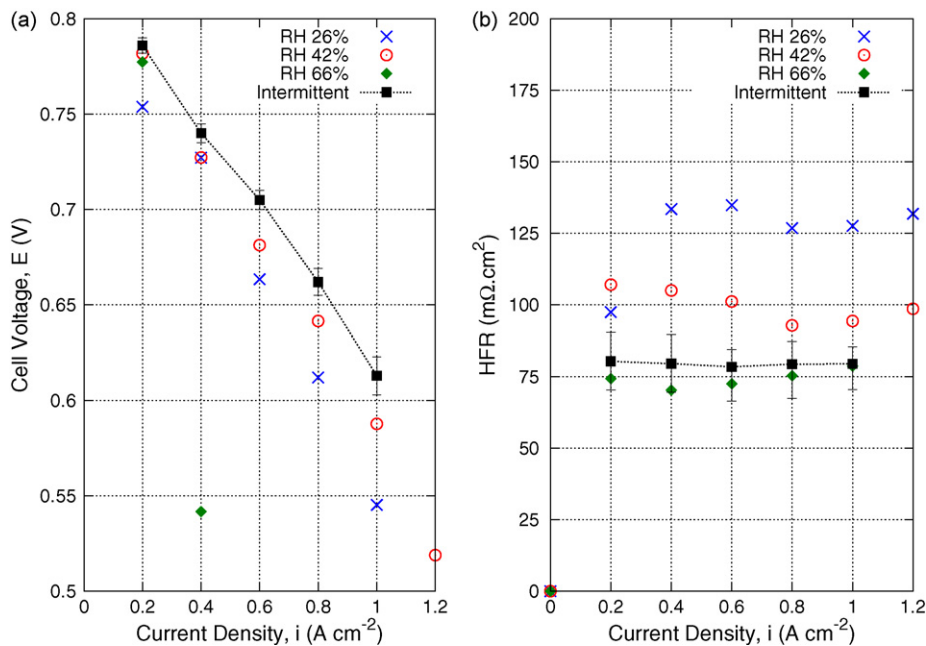 (a)
RH 26%
RH 42%
RH 66%
Intermittent
0.8
0.75
0.7
0.65
0.6
0.55
0.5
Cell Voltage, E (V)
0 0.2 0.4 0.6 0.8 1 1.2
Current Density, i (A cm⁻²)
(b)
RH 26%
RH 42%
RH 66%
Intermittent
200
175
150
125
100
75
50
25
0
HFR (mΩ.cm²)
0 0.2 0.4 0.6 0.8 1 1.2
Current Density, i (A cm⁻²)